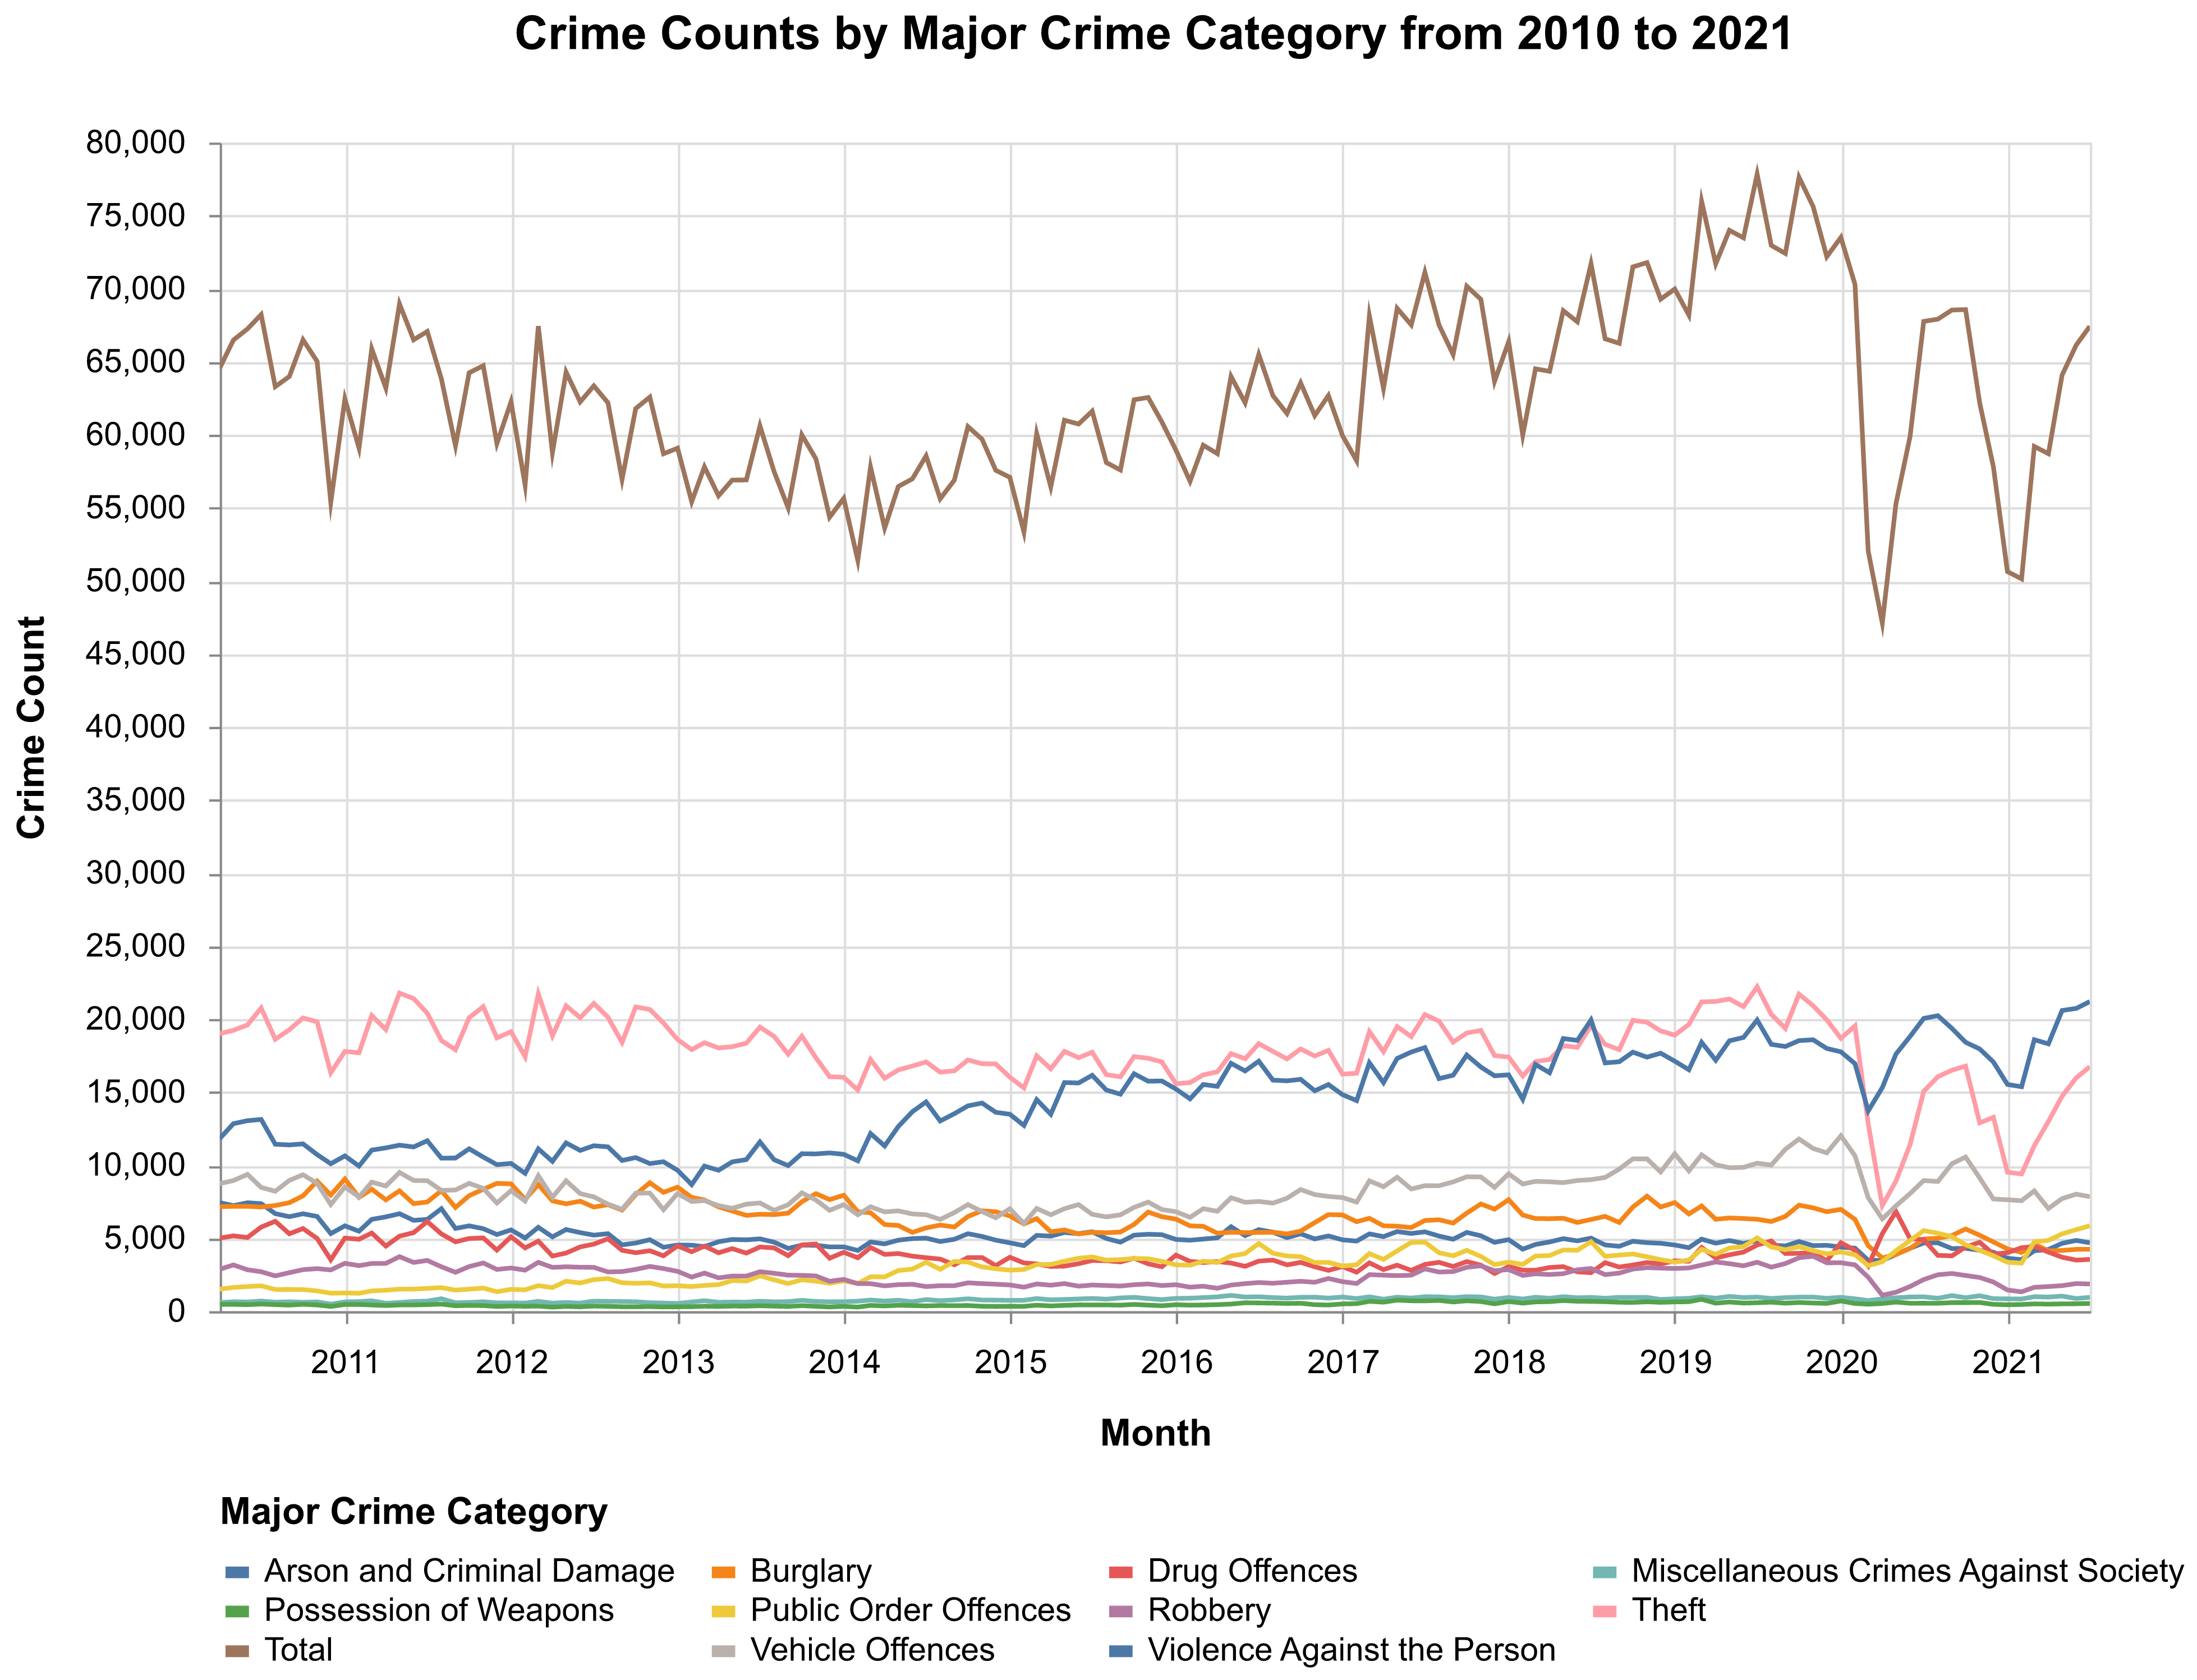 Crime Counts by Major Crime Category from 2010 to 2021
80,000
75,000
70,000
65,000
60,000
55,000
50,000
45,000
40,000
35,000
30,000
25,000
20,000
15,000
10,000
5,000
0
Crime Count
2011 2012 2013 2014 2015 2016 2017 2018 2019 2020 2021
Month
Major Crime Category
Arson and Criminal Damage Burglary Drug Offences Miscellaneous Crimes Against Society
Possession of Weapons Public Order Offences Robbery Theft
Total Vehicle Offences Violence Against the Person